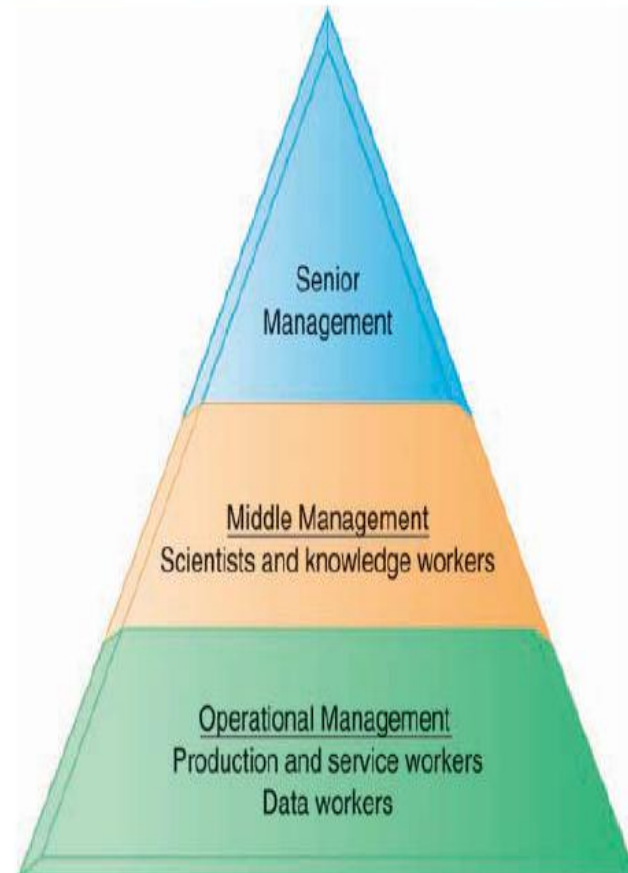 Senior
Management
Middle Management
Scientists and knowledge workers
Operational Management
Production and service workers
Data workers